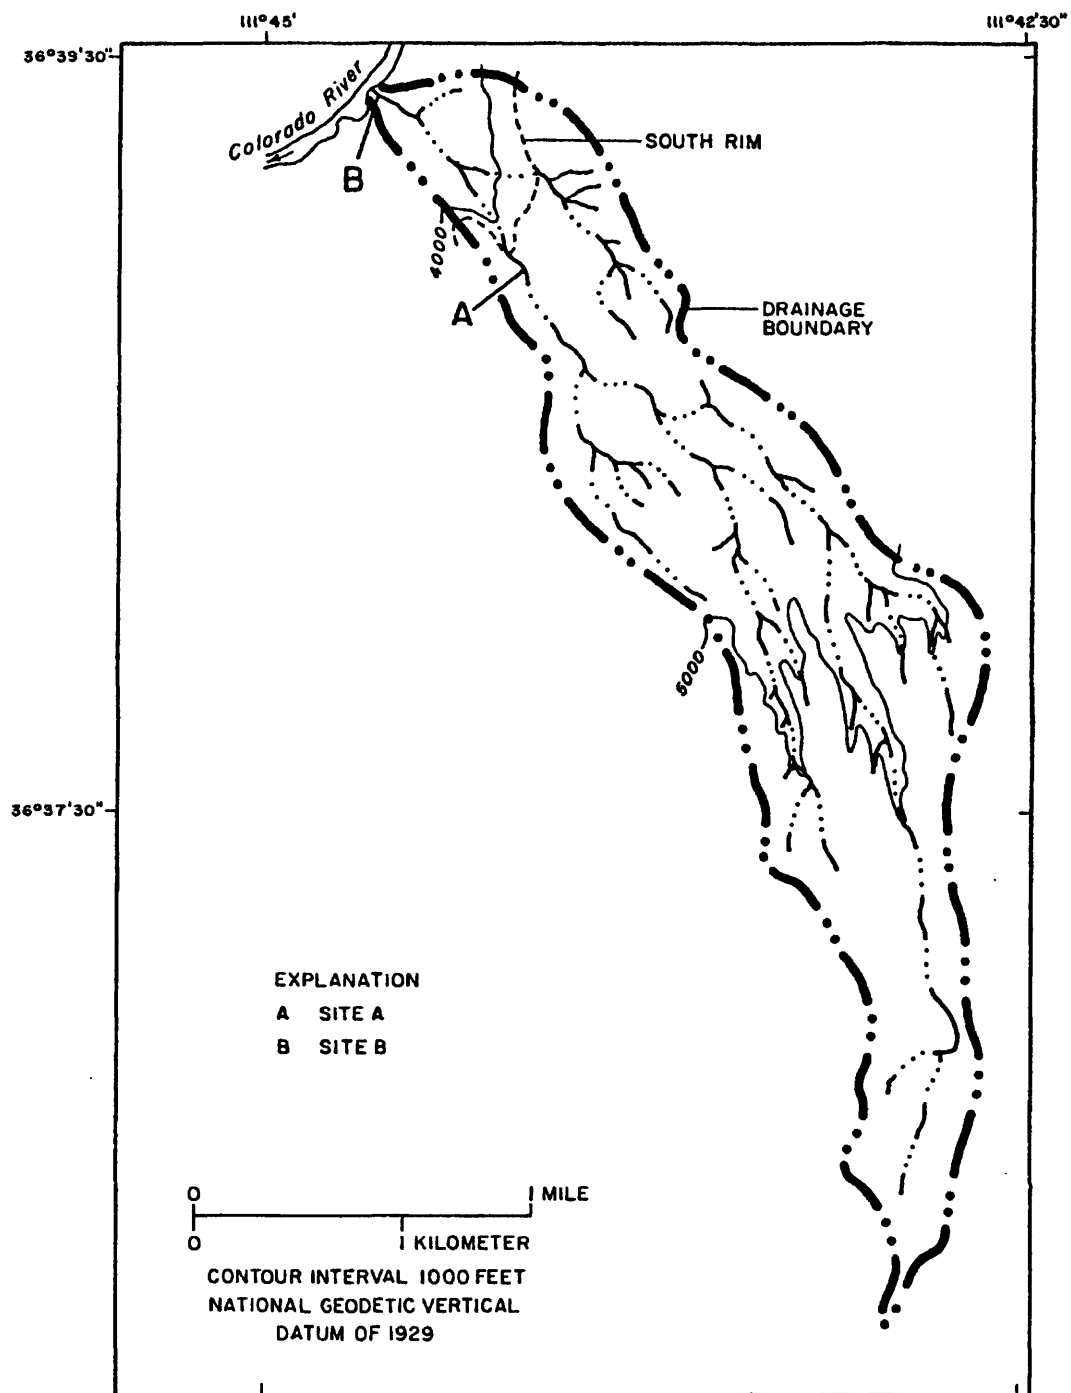 111°45'
111°42'30"
36°39'30"
Colorado River
SOUTH RIM
B
4000
A
DRAINAGE
BOUNDARY
5000
36°37'30"
EXPLANATION
A SITE A
B SITE B
0 1 MILE
0 1 KILOMETER
CONTOUR INTERVAL 1000 FEET
NATIONAL GEODETIC VERTICAL
DATUM OF 1929